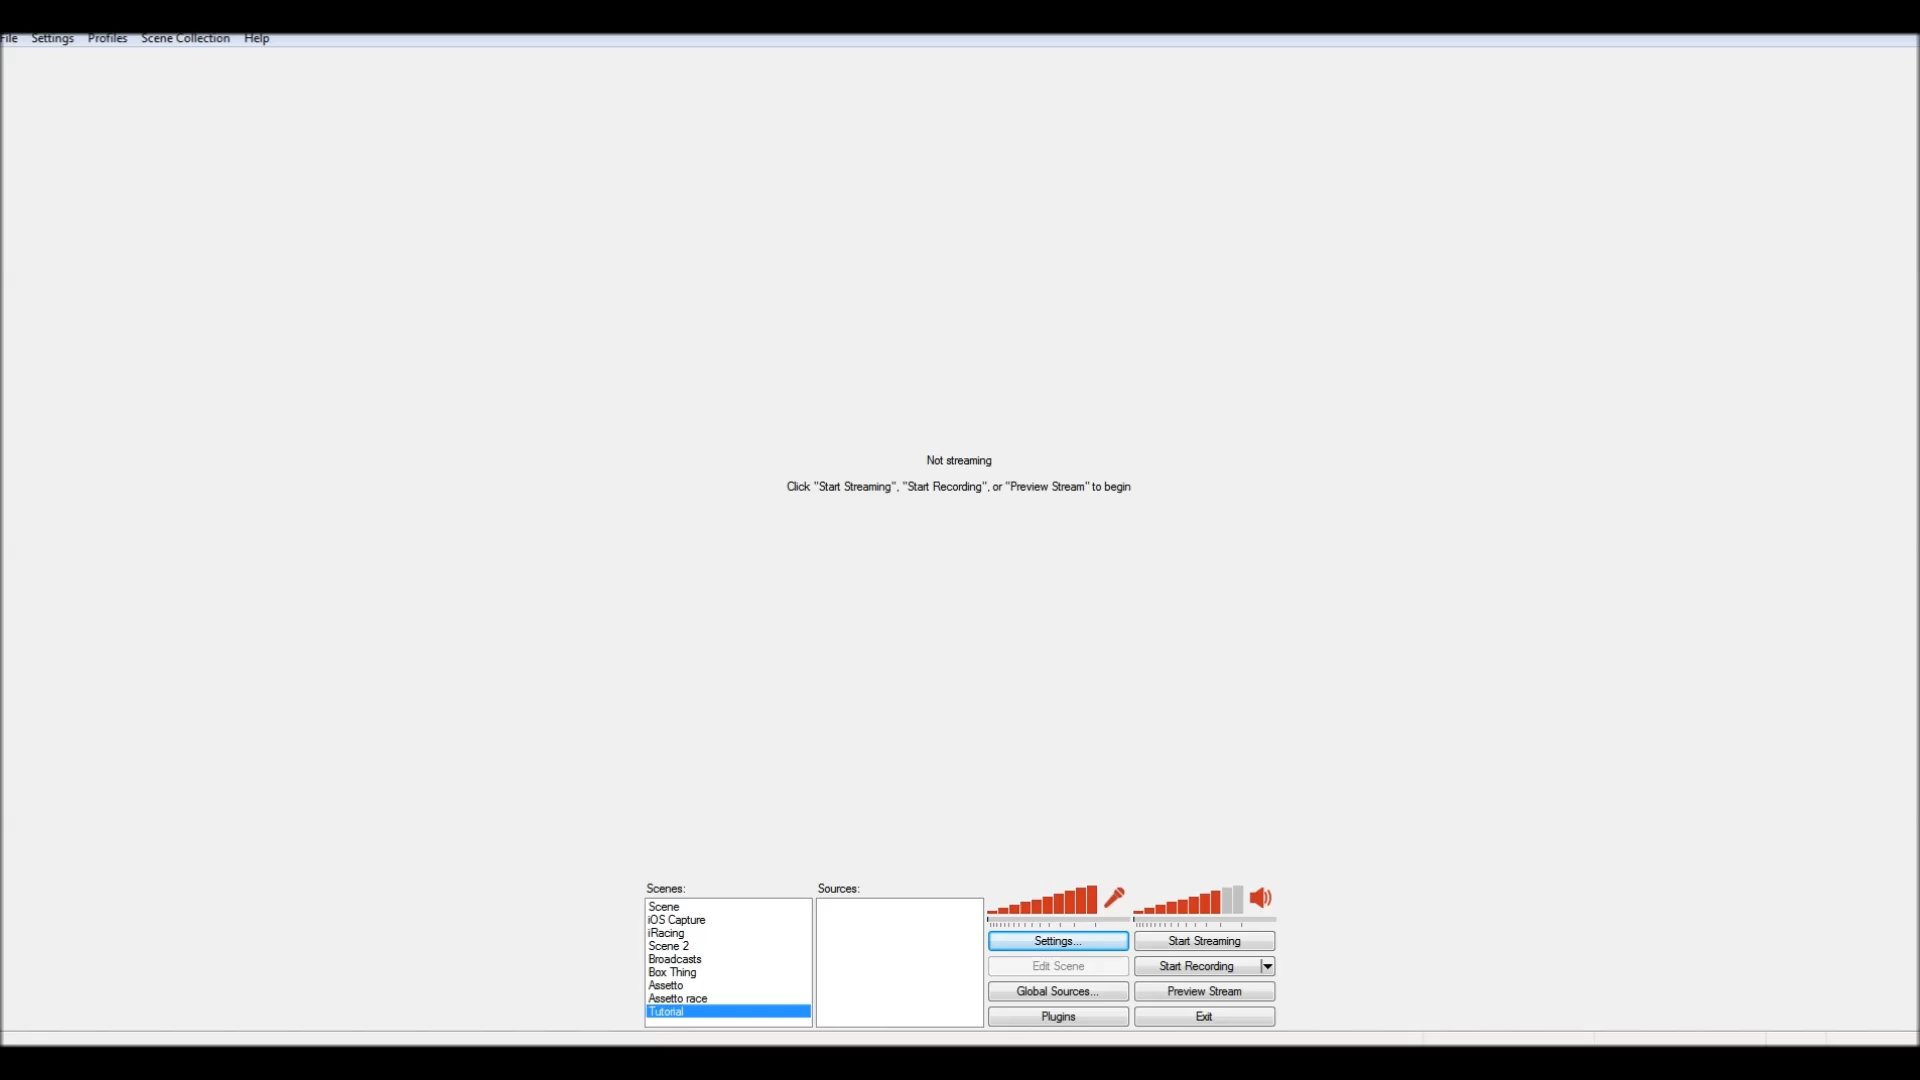 File Settings Profiles Scene Collection Help
Not streaming
Click "Start Streaming", "Start Recording", or "Preview Stream" to begin
Scenes:
Scene
iOS Capture
iRacing
Scene 2
Broadcasts
Box Thing
Assetto
Assetto race
Tutorial
Sources:
Settings... Start Streaming
Edit Scene Start Recording
Global Sources... Preview Stream
Plugins Exit